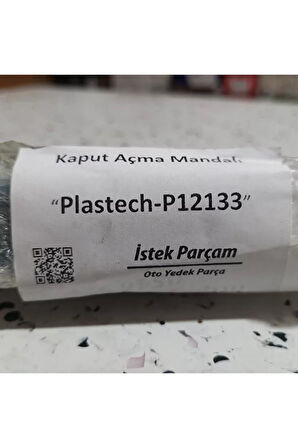 Kaput Açma Mandalı
“Plastech-P12133”
İstek Parçam
Oto Yedek Parça